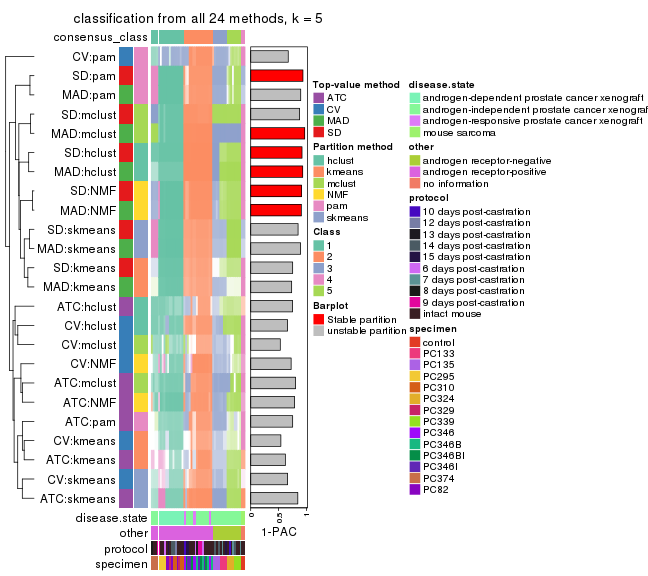 classification from all 24 methods, k = 5
consensus_class
CV:pam
SD:pam
MAD:pam
SD:mclust
MAD:mclust
SD:hclust
MAD:hclust
SD:NMF
MAD:NMF
SD:skmeans
MAD:skmeans
SD:kmeans
MAD:kmeans
ATC:hclust
CV:hclust
CV:mclust
CV:NMF
ATC:mclust
ATC:NMF
ATC:pam
CV:kmeans
ATC:kmeans
CV:skmeans
ATC:skmeans
disease.state
other
protocol
specimen
0 0.5 1
1-PAC
Top-value method
ATC
CV
MAD
SD
Partition method
hclust
kmeans
mclust
NMF
pam
skmeans
Class
1
2
3
4
5
Barplot
Stable partition
unstable partition
disease.state
androgen-dependent prostate cancer xenograft
androgen-independent prostate cancer xenograf
androgen-responsive prostate cancer xenograft
mouse sarcoma
other
androgen receptor-negative
androgen receptor-positive
no information
protocol
10 days post-castration
12 days post-castration
13 days post-castration
14 days post-castration
15 days post-castration
6 days post-castration
7 days post-castration
8 days post-castration
9 days post-castration
intact mouse
specimen
control
PC133
PC135
PC295
PC310
PC324
PC329
PC339
PC346
PC346B
PC346BI
PC346I
PC374
PC82